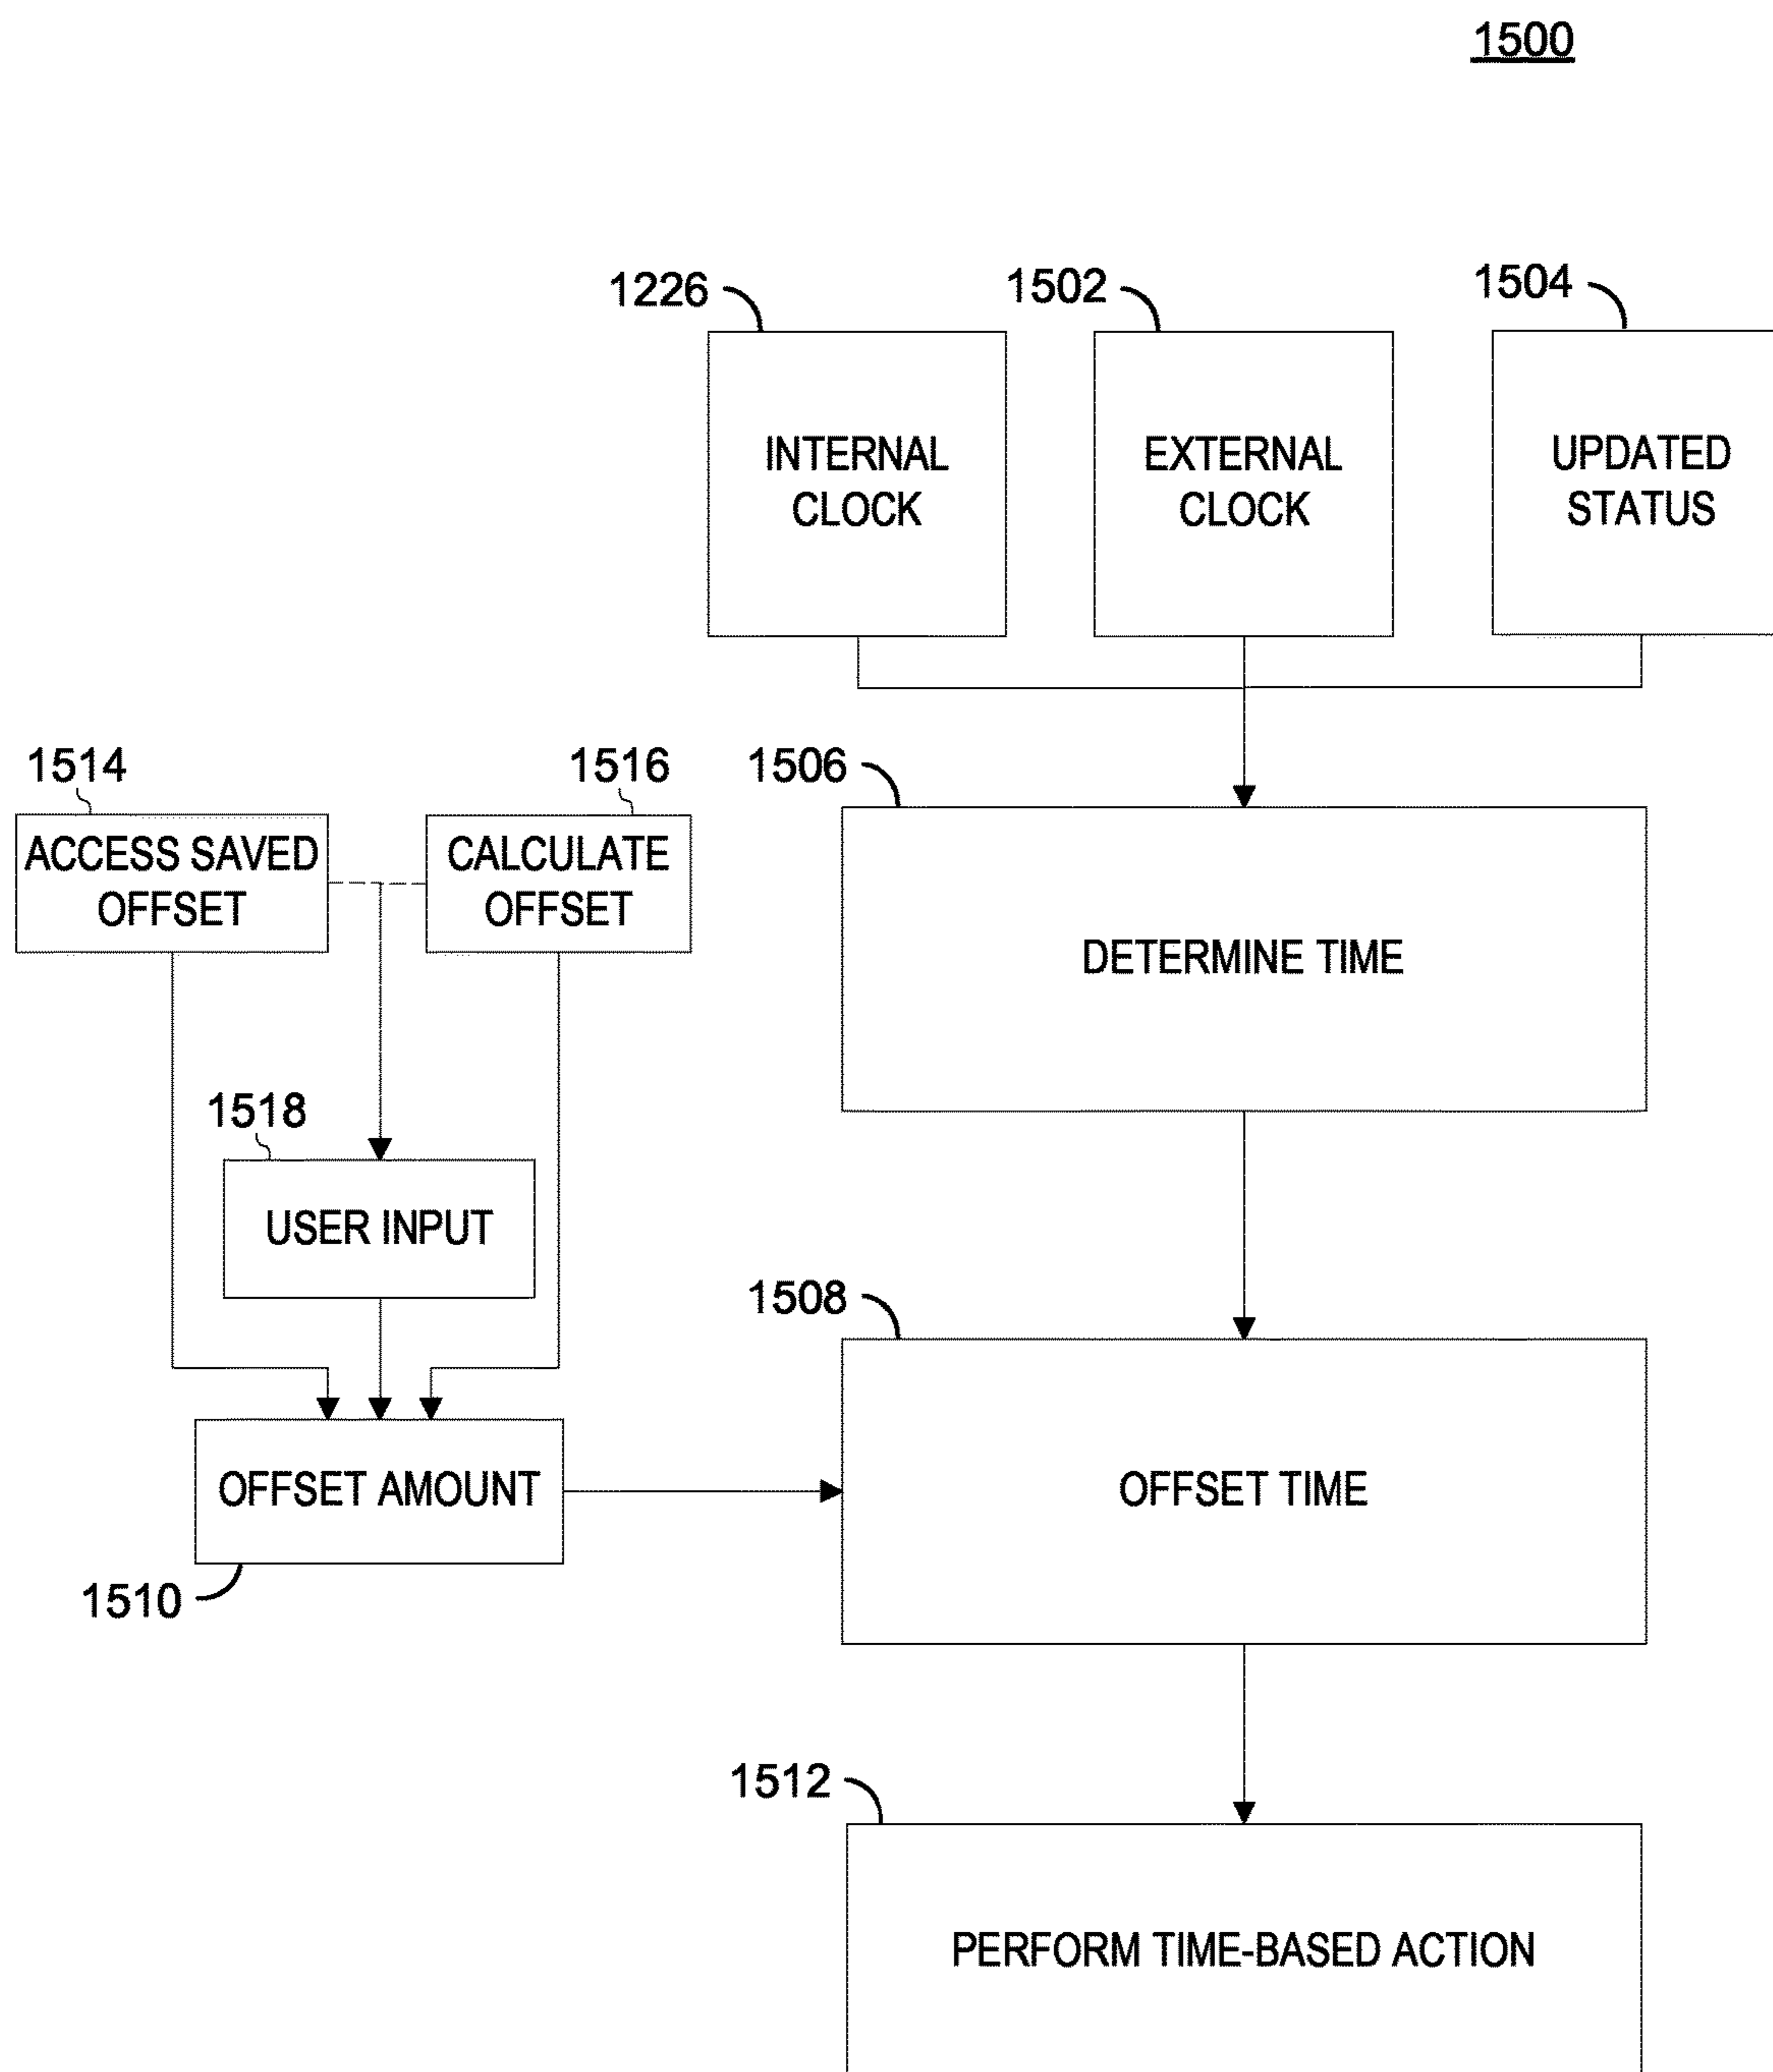 1500
1226
1502
1504
INTERNAL
CLOCK
EXTERNAL
CLOCK
UPDATED
STATUS
1514
1516
1506
ACCESS SAVED
OFFSET
CALCULATE
OFFSET
DETERMINE TIME
1518
USER INPUT
1508
OFFSET AMOUNT
OFFSET TIME
1510
1512
PERFORM TIME-BASED ACTION